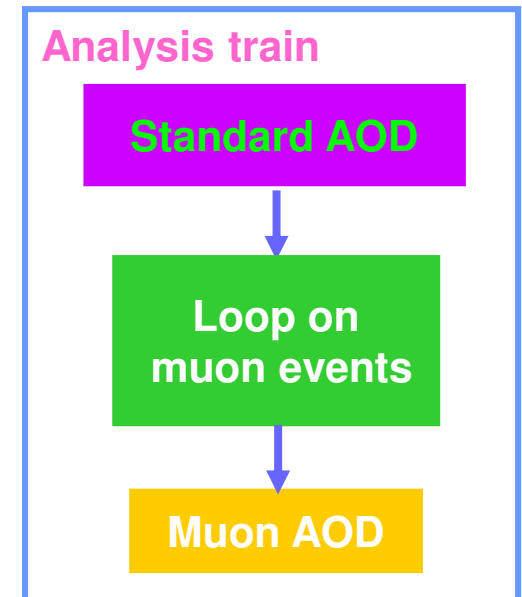 Analysis train
Standard AOD
Loop on
muon events
Muon AOD